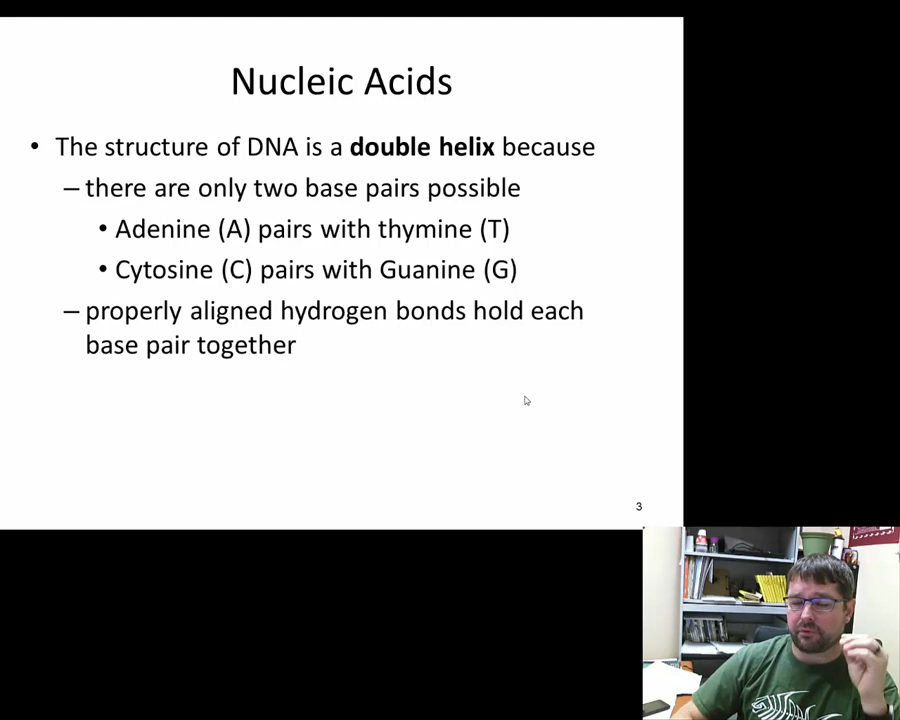 Nucleic Acids
• The structure of DNA is a double helix because
– there are only two base pairs possible
• Adenine (A) pairs with thymine (T)
• Cytosine (C) pairs with Guanine (G)
– properly aligned hydrogen bonds hold each
base pair together
3